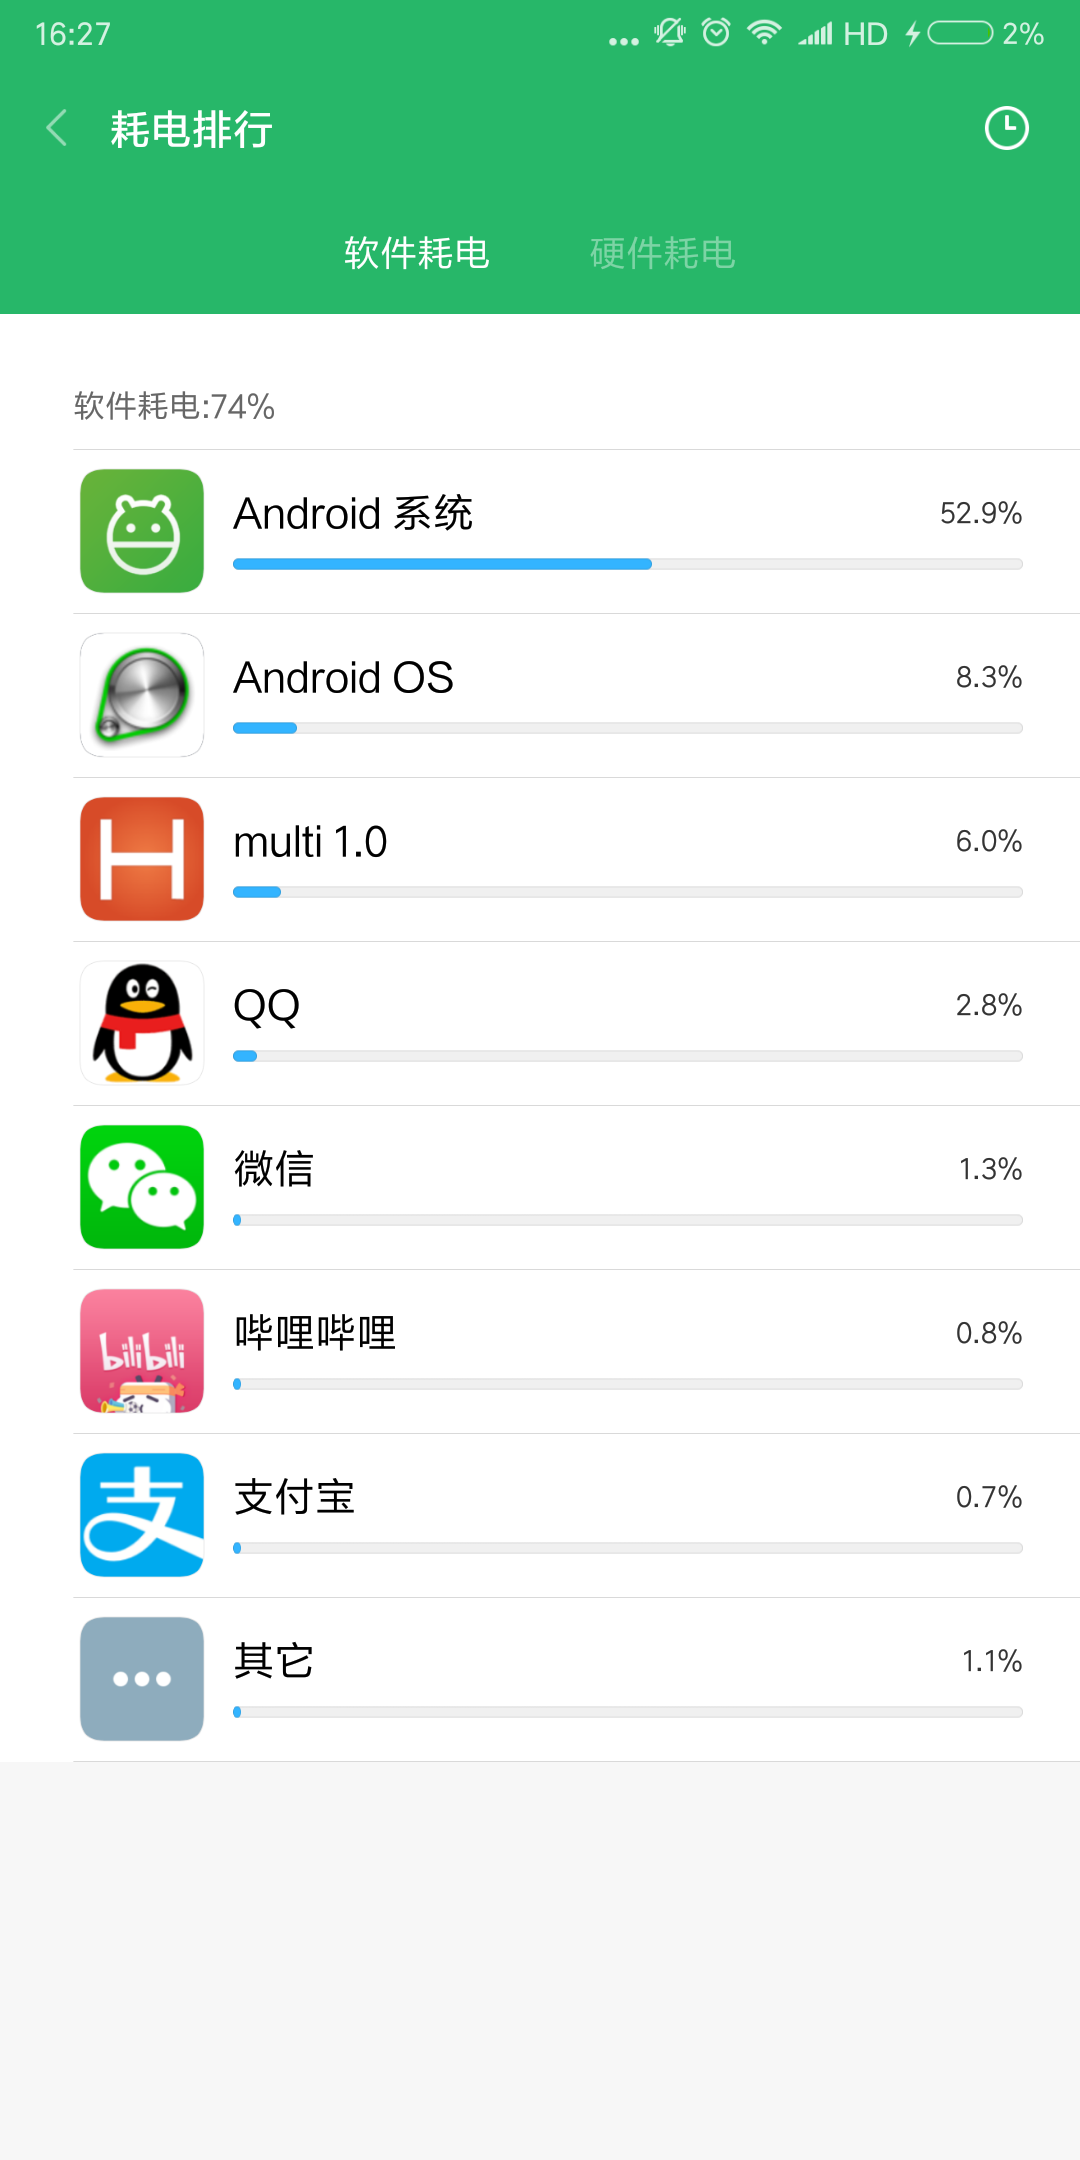 16:27 ... HD 2%
耗电排行
软件耗电 硬件耗电
软件耗电:74%
Android 系统 52.9%
Android OS 8.3%
H multi 1.0 6.0%
QQ 2.8%
微信 1.3%
bilibili 哔哩哔哩 0.8%
支 支付宝 0.7%
其它 1.1%